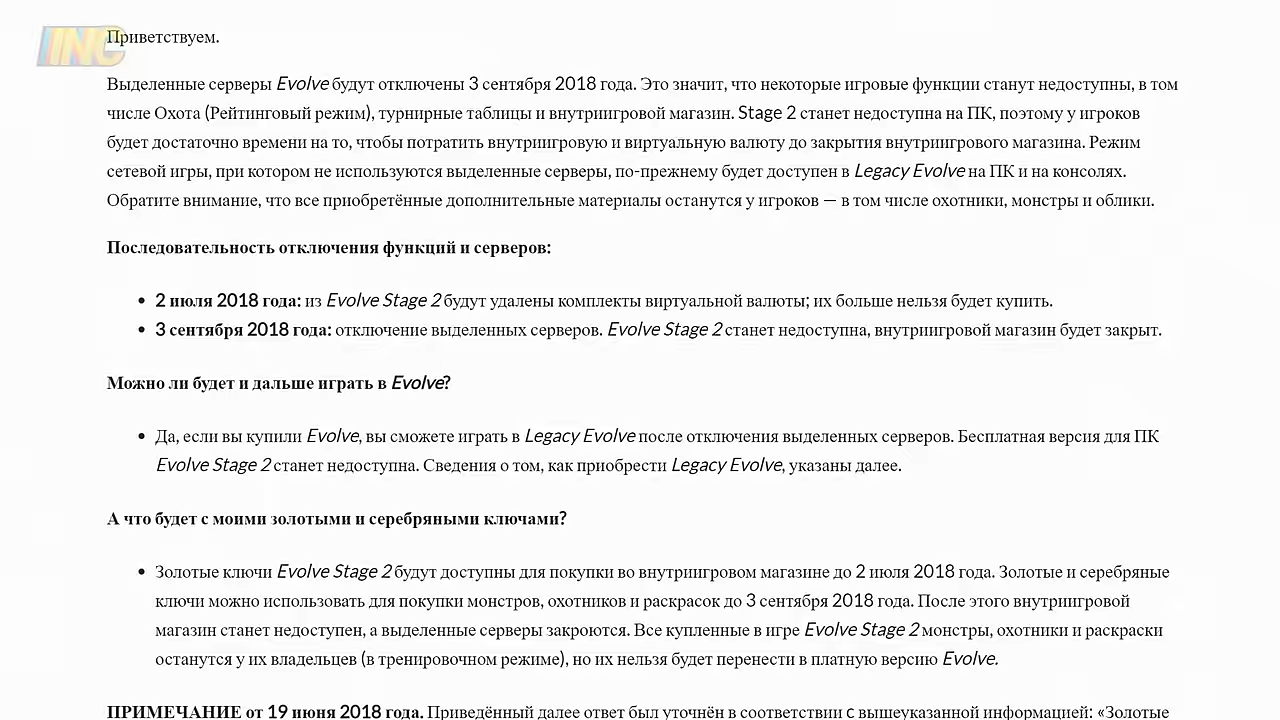 ING
Приветствуем.
Выделенные серверы Evolve будут отключены 3 сентября 2018 года. Это значит, что некоторые игровые функции станут недоступны, в том
числе Охота (Рейтинговый режим), турнирные таблицы и внутриигровой магазин. Stage 2 станет недоступна на ПК, поэтому у игроков
будет достаточно времени на то, чтобы потратить внутриигровую и виртуальную валюту до закрытия внутриигрового магазина. Режим
сетевой игры, при котором не используются выделенные серверы, по-прежнему будет доступен в Legacy Evolve на ПК и на консолях.
Обратите внимание, что все приобретённые дополнительные материалы останутся у игроков — в том числе охотники, монстры и облики.
Последовательность отключения функций и серверов:
• 2 июля 2018 года: из Evolve Stage 2 будут удалены комплекты виртуальной валюты; их больше нельзя будет купить.
• 3 сентября 2018 года: отключение выделенных серверов. Evolve Stage 2 станет недоступна, внутриигровой магазин будет закрыт.
Можно ли будет и дальше играть в Evolve?
• Да, если вы купили Evolve, вы сможете играть в Legacy Evolve после отключения выделенных серверов. Бесплатная версия для ПК
Evolve Stage 2 станет недоступна. Сведения о том, как приобрести Legacy Evolve, указаны далее.
А что будет с моими золотыми и серебряными ключами?
• Золотые ключи Evolve Stage 2 будут доступны для покупки во внутриигровом магазине до 2 июля 2018 года. Золотые и серебряные
ключи можно использовать для покупки монстров, охотников и раскрасок до 3 сентября 2018 года. После этого внутриигровой
магазин станет недоступен, а выделенные серверы закроются. Все купленные в игре Evolve Stage 2 монстры, охотники и раскраски
останутся у их владельцев (в тренировочном режиме), но их нельзя будет перенести в платную версию Evolve.
ПРИМЕЧАНИЕ от 19 июня 2018 года. Приведённый далее ответ был уточнён в соответствии с вышеуказанной информацией: «Золотые